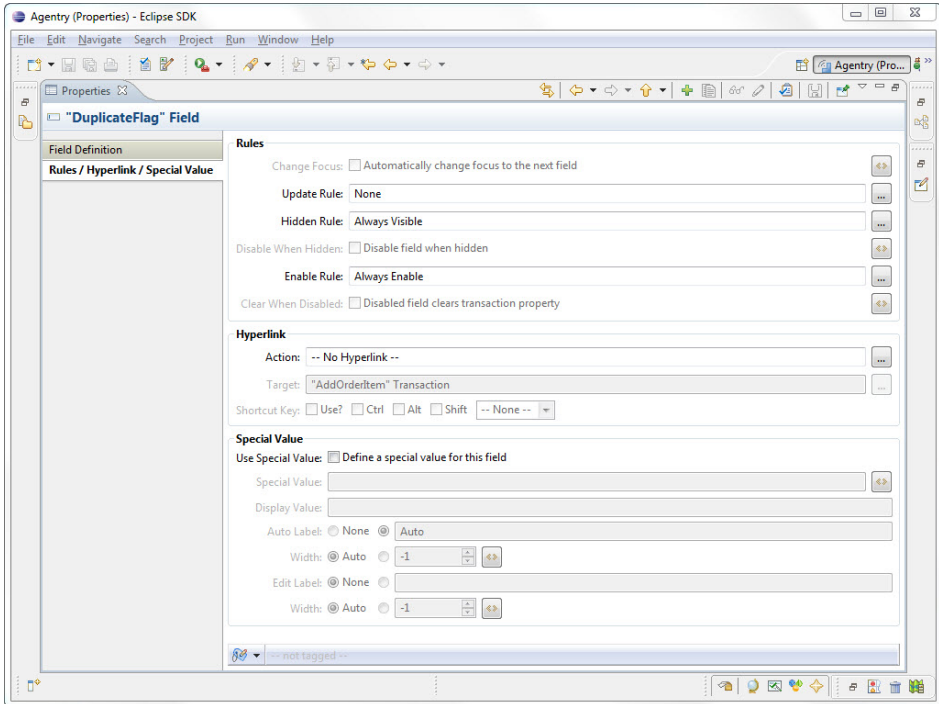 Agentry (Properties) - Eclipse SDK
File Edit Navigate Search Project Run Window Help
Agentry (Pro...
Properties
"DuplicateFlag" Field
Field Definition
Rules / Hyperlink / Special Value
Rules
Change Focus: Automatically change focus to the next field
Update Rule: None ...
Hidden Rule: Always Visible ...
Disable When Hidden: Disable field when hidden
Enable Rule: Always Enable ...
Clear When Disabled: Disabled field clears transaction property
Hyperlink
Action: -- No Hyperlink -- ...
Target: "AddOrderItem" Transaction ...
Shortcut Key: Use? Ctrl Alt Shift -- None --
Special Value
Use Special Value: Define a special value for this field
Special Value:
Display Value:
Auto Label: None Auto
Width: Auto -1
Edit Label: None
Width: Auto -1
-- not tagged --